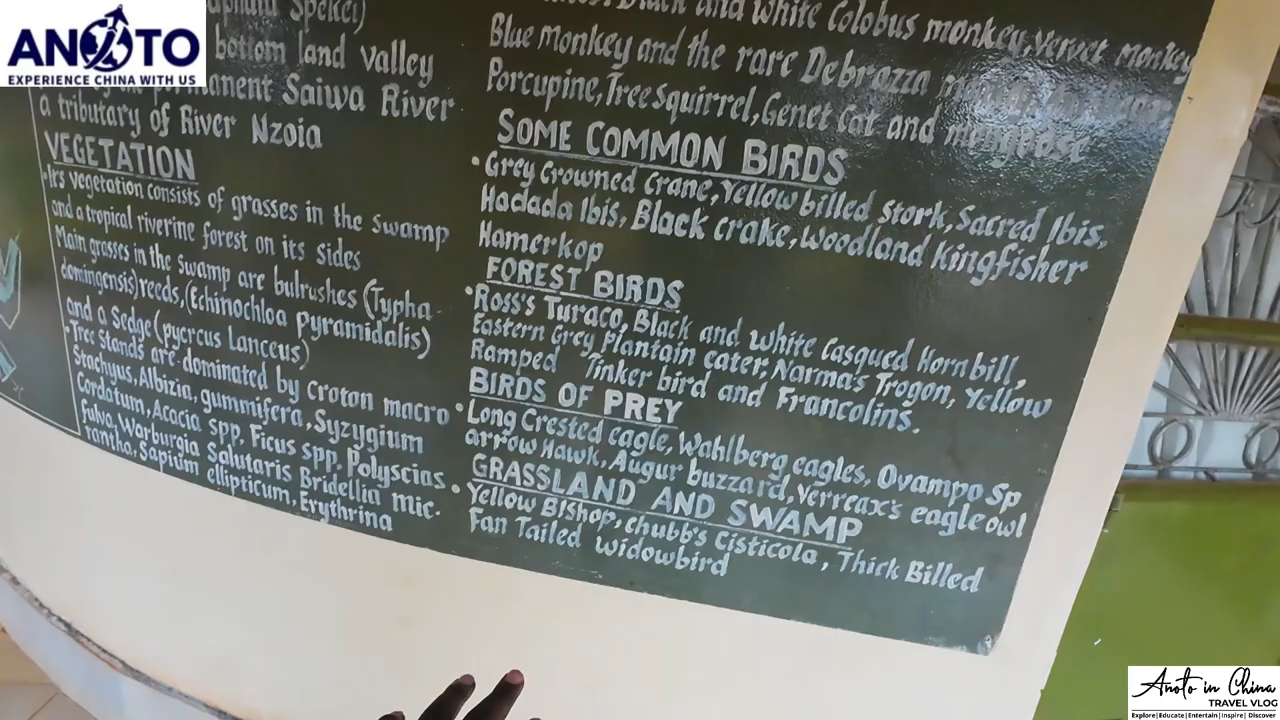 ANOTO
EXPERIENCE CHINA WITH US
Spekei)
bottom land valley
permanent Saiwa River
a tributary of River Nzoia
VEGETATION
Its vegetation consists of grasses in the swamp
and a tropical riverine forest on its sides
Main grasses in the swamp are bulrushes (Typha
domingensis) reeds, (Echinochloa Pyramidalis)
and a Sedge (pycrcus Lanceus)
Tree Stands are dominated by croton macro
Stachyus, Albizia, gummifera, Syzygium
Cordatum, Acacia spp, Ficus spp, Polyscias
fulva, Warburgia Salutaris Bridellia mic-
rantha, Sapium ellipticum, Erythrina
Black and white Colobus monkey, Vervet monkey
Blue Monkey and the rare Debrazza
Porcupine, Tree squirrel, Genet Cat and mongoose
SOME COMMON BIRDS
Grey Crowned Crane, Yellow billed stork, Sacred Ibis,
Hadada Ibis, Black crake, Woodland kingfisher
Hamerkop
FOREST BIRDS
Ross's Turaco, Black and white Casqued Hornbill,
Eastern Grey Plantain eater, Narma's Trogon, Yellow
Ramped Tinker bird and Francolins.
BIRDS OF PREY
Long Crested eagle, Wahlberg eagles, Ovampo Sp
arrow Hawk, Augur buzzard, Verreax's eagle owl
GRASSLAND AND SWAMP
Yellow BIshop, chubb's Cisticola, Thick Billed
Fan Tailed widowbird
Anoto in China
TRAVEL VLOG
Explore|Educate|Entertain|Inspire| Discover